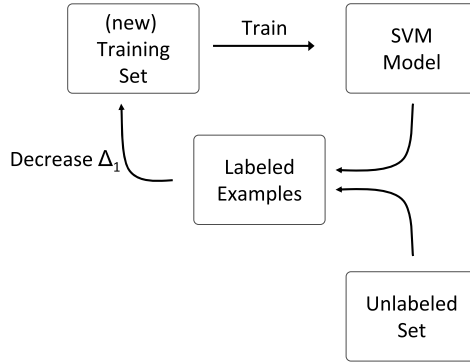 (new)
Training
Set
Train
SVM
Model
Decrease Δ₁
Labeled
Examples
Unlabeled
Set